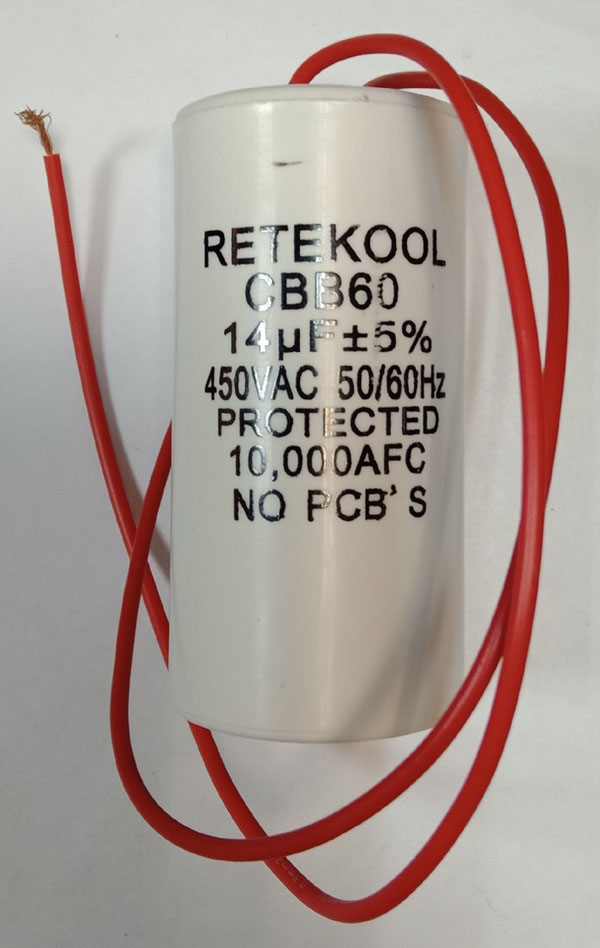 RETEKOOL
CBB60
14µF±5%
450VAC 50/60Hz
PROTECTED
10,000AFC
NO PCB'S